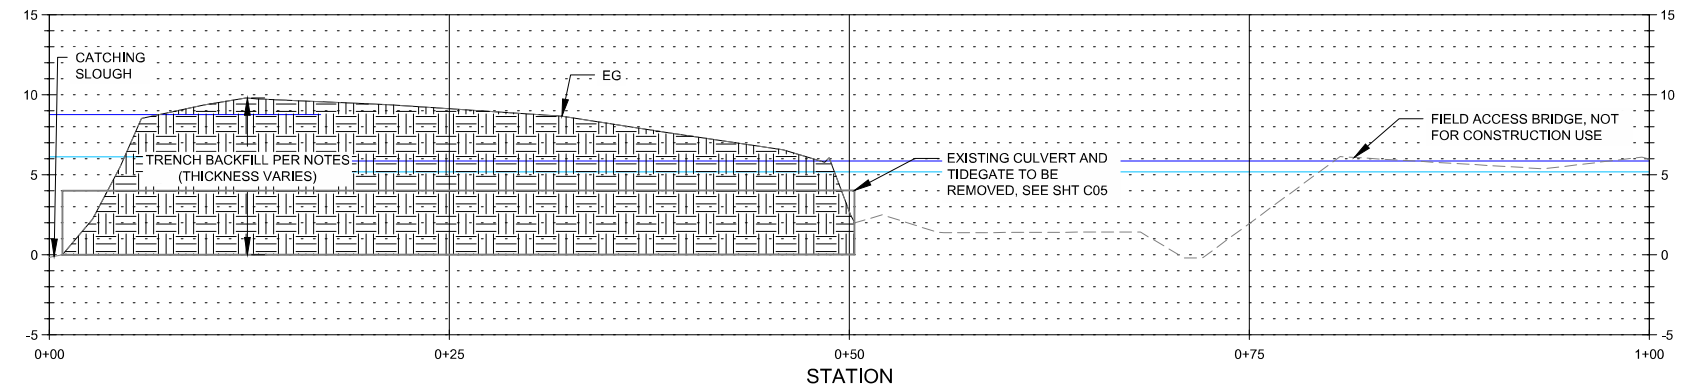 15
10
5
0
-5
CATCHING
SLOUGH
EG
TRENCH BACKFILL PER NOTES
(THICKNESS VARIES)
EXISTING CULVERT AND
TIDEGATE TO BE
REMOVED, SEE SHT C05
FIELD ACCESS BRIDGE, NOT
FOR CONSTRUCTION USE
15
10
5
0
-5
0+00
0+25
0+50
0+75
1+00
STATION